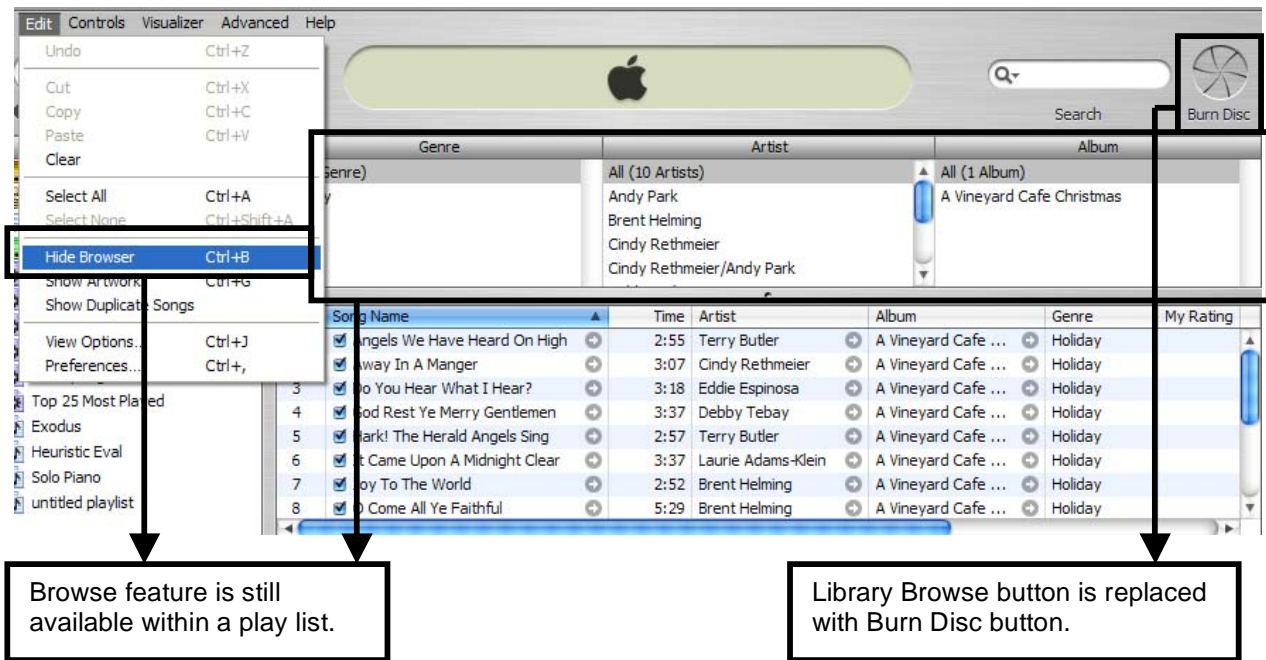 Edit Controls Visualizer Advanced Help
Undo Ctrl+Z
Cut Ctrl+X
Copy Ctrl+C
Paste Ctrl+V
Clear
Select All Ctrl+A
Select None Ctrl+Shift+A
Hide Browser Ctrl+B
Show Artwork Ctrl+G
Show Duplicate Songs
View Options... Ctrl+J
Preferences... Ctrl+,
Search
Burn Disc
Genre Artist Album
Genre) All (10 Artists) All (1 Album)
y Andy Park A Vineyard Cafe Christmas
Brent Helming
Cindy Rethmeier
Cindy Rethmeier/Andy Park
Song Name Time Artist Album Genre My Rating
Angels We Have Heard On High 2:55 Terry Butler A Vineyard Cafe ... Holiday
Away In A Manger 3:07 Cindy Rethmeier A Vineyard Cafe ... Holiday
3 Do You Hear What I Hear? 3:18 Eddie Espinosa A Vineyard Cafe ... Holiday
4 God Rest Ye Merry Gentlemen 3:37 Debby Tebay A Vineyard Cafe ... Holiday
5 Hark! The Herald Angels Sing 2:57 Terry Butler A Vineyard Cafe ... Holiday
6 It Came Upon A Midnight Clear 3:37 Laurie Adams-Klein A Vineyard Cafe ... Holiday
7 Joy To The World 2:52 Brent Helming A Vineyard Cafe ... Holiday
8 O Come All Ye Faithful 5:29 Brent Helming A Vineyard Cafe ... Holiday
Top 25 Most Played
Exodus
Heuristic Eval
Solo Piano
untitled playlist
Browse feature is still
available within a play list.
Library Browse button is replaced
with Burn Disc button.